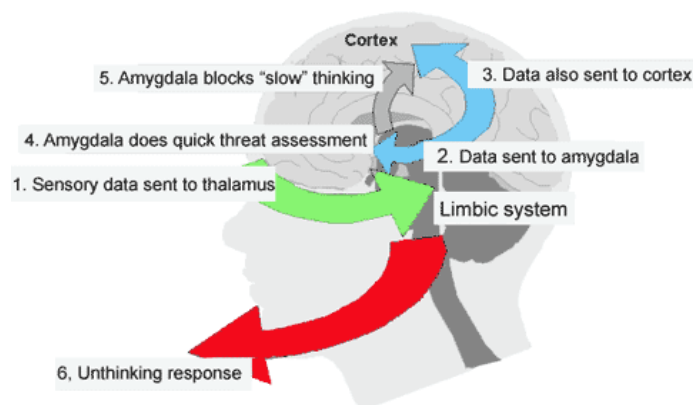 Cortex
5. Amygdala blocks “slow” thinking
3. Data also sent to cortex
4. Amygdala does quick threat assessment
2. Data sent to amygdala
1. Sensory data sent to thalamus
Limbic system
6, Unthinking response